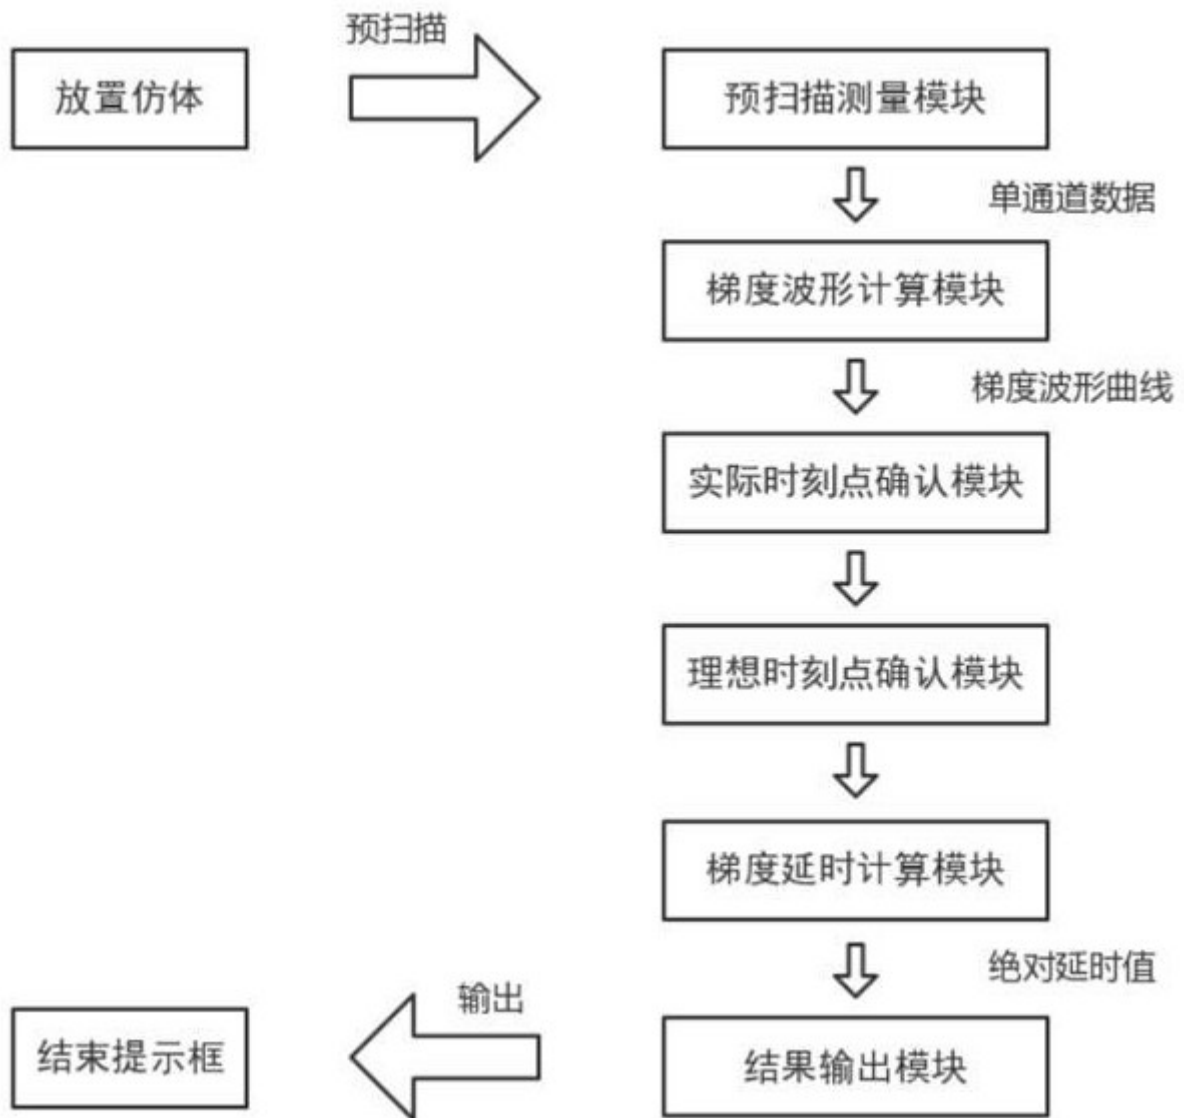 预扫描
放置仿体
预扫描测量模块
单通道数据
梯度波形计算模块
梯度波形曲线
实际时刻点确认模块
理想时刻点确认模块
梯度延时计算模块
绝对延时值
输出
结束提示框
结果输出模块